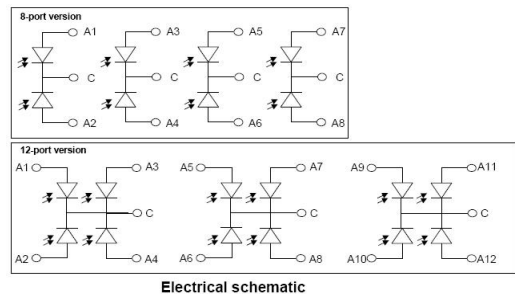 8-port version
A1 A3 A5 A7
C C C C
A2 A4 A6 A8
12-port version
A1 A3 A5 A7 A9 A11
C C C
A2 A4 A6 A8 A10 A12
Electrical schematic